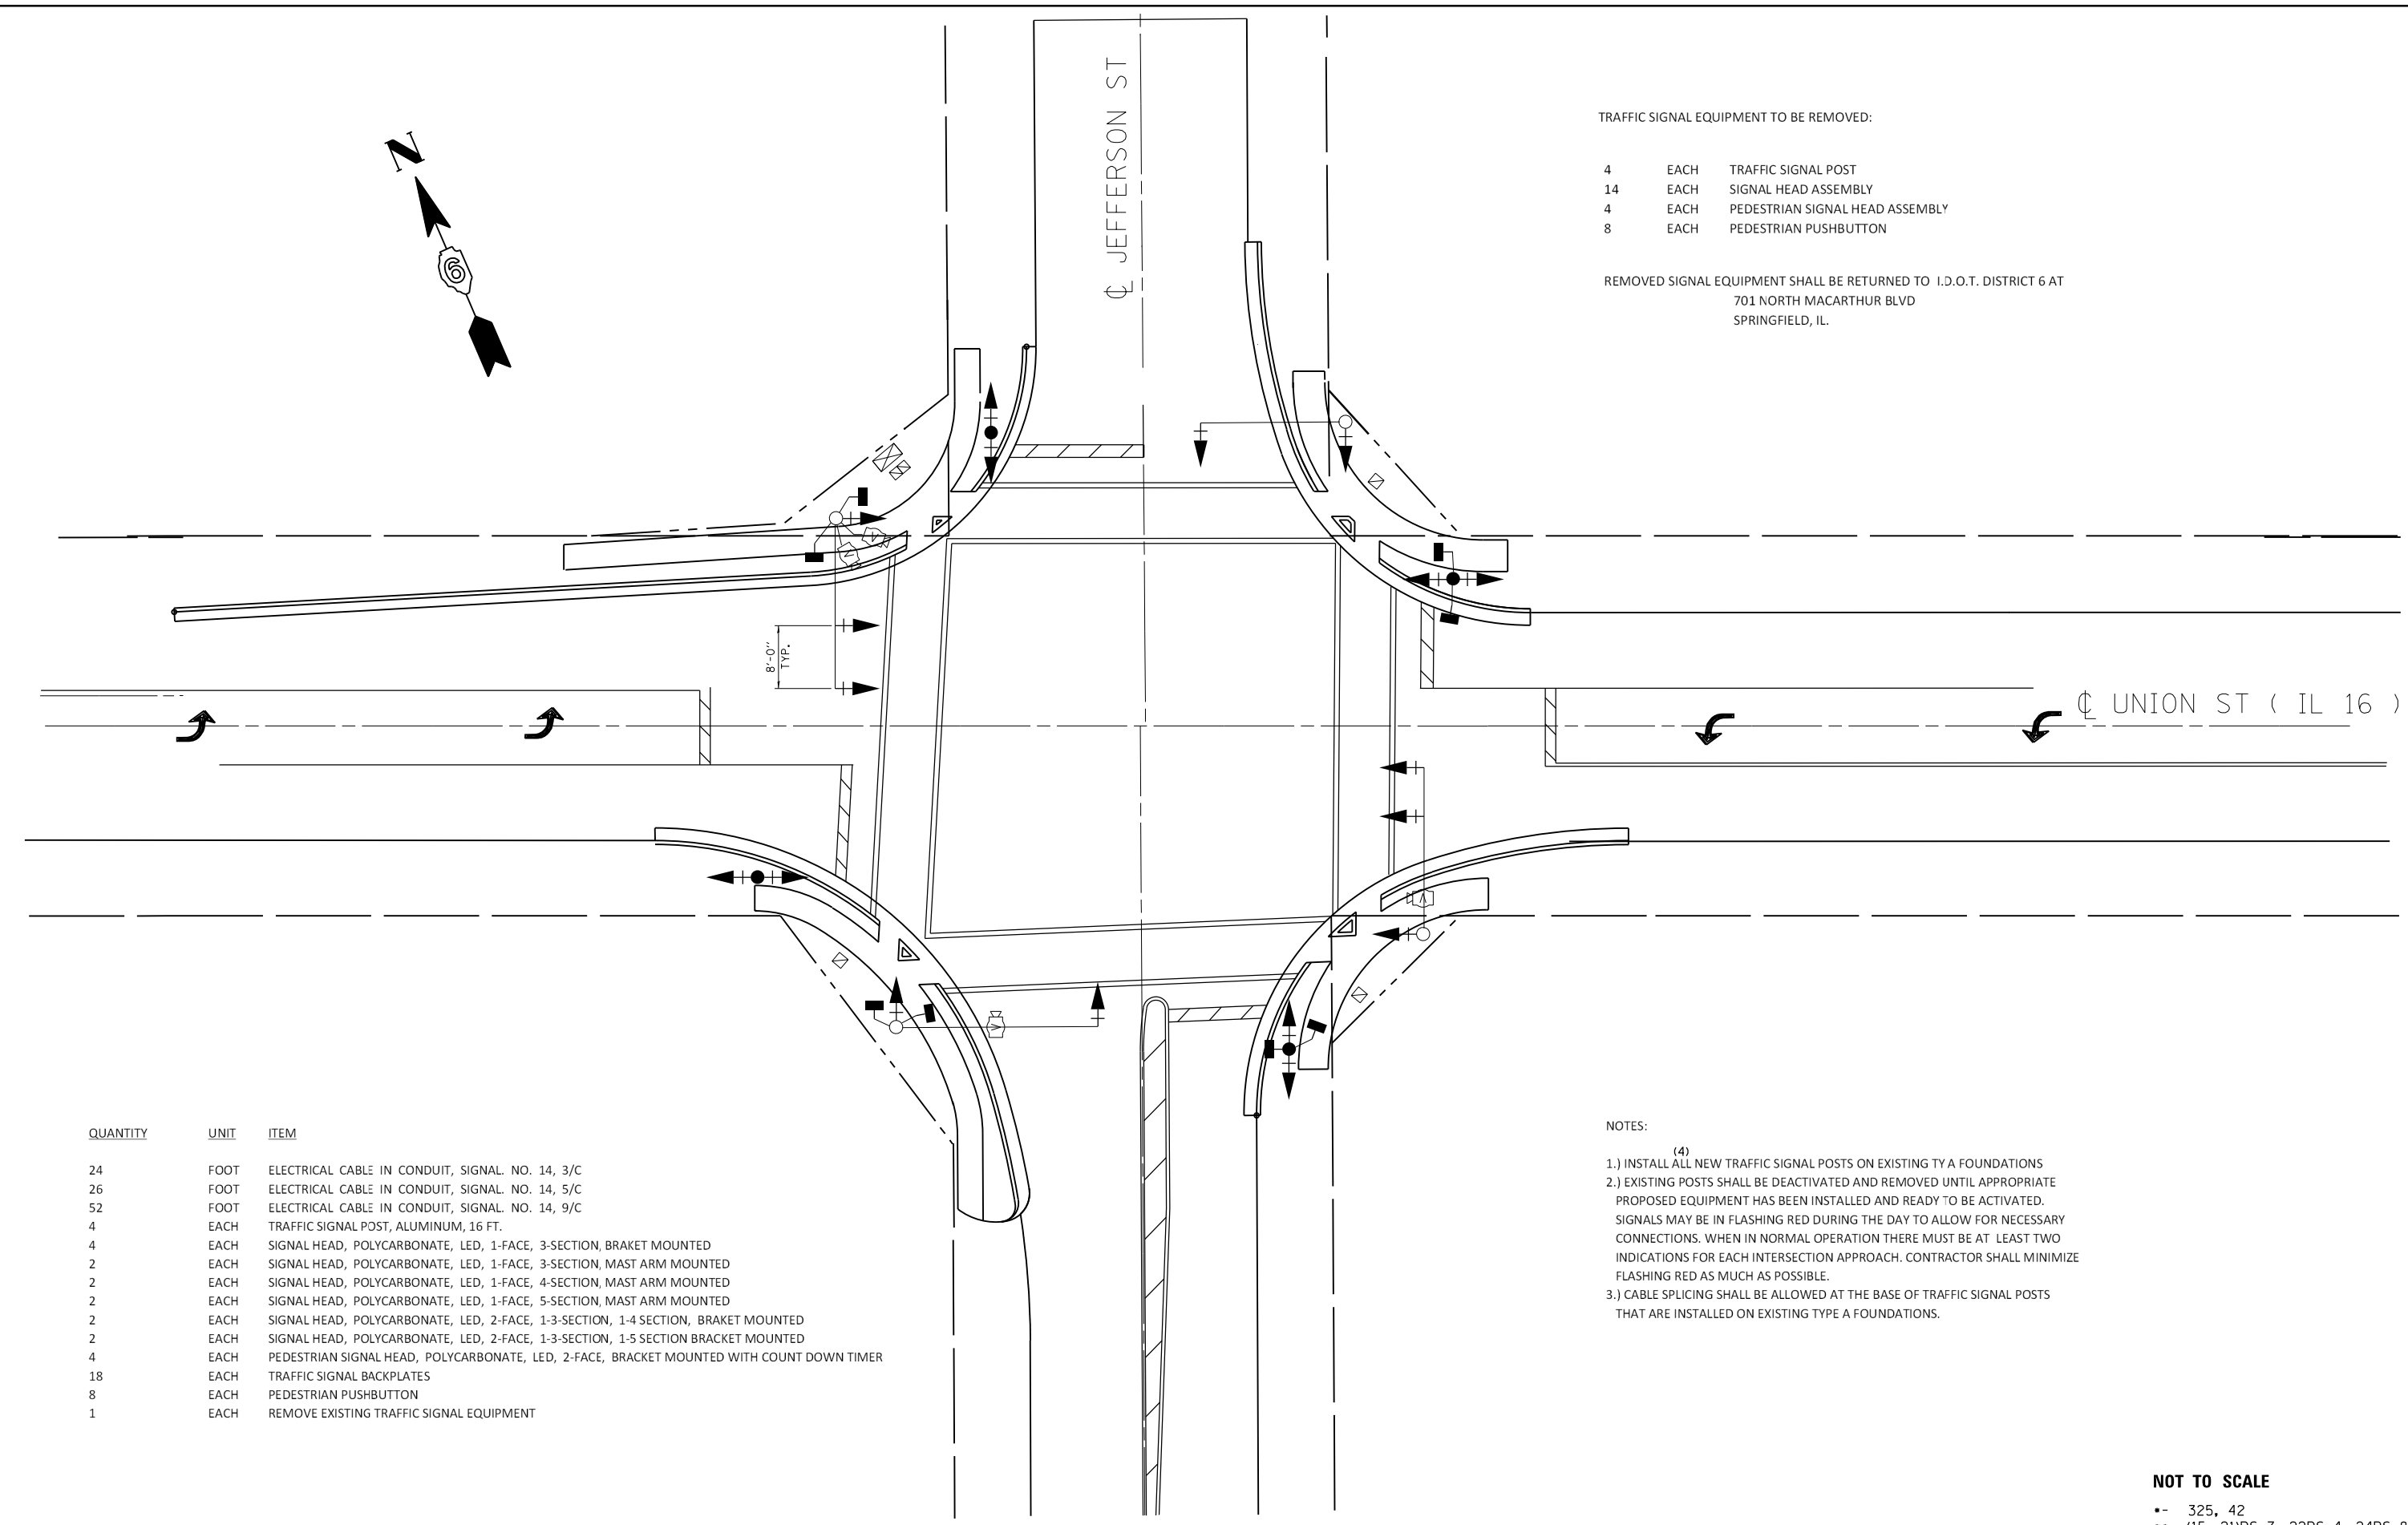 N
6
℄ JEFFERSON ST
TRAFFIC SIGNAL EQUIPMENT TO BE REMOVED:
4 EACH TRAFFIC SIGNAL POST
14 EACH SIGNAL HEAD ASSEMBLY
4 EACH PEDESTRIAN SIGNAL HEAD ASSEMBLY
8 EACH PEDESTRIAN PUSHBUTTON
REMOVED SIGNAL EQUIPMENT SHALL BE RETURNED TO I.D.O.T. DISTRICT 6 AT
701 NORTH MACARTHUR BLVD
SPRINGFIELD, IL.
8'-0"
TYP.
℄ UNION ST ( IL 16 )
QUANTITY UNIT ITEM
24 FOOT ELECTRICAL CABLE IN CONDUIT, SIGNAL. NO. 14, 3/C
26 FOOT ELECTRICAL CABLE IN CONDUIT, SIGNAL. NO. 14, 5/C
52 FOOT ELECTRICAL CABLE IN CONDUIT, SIGNAL. NO. 14, 9/C
4 EACH TRAFFIC SIGNAL POST, ALUMINUM, 16 FT.
4 EACH SIGNAL HEAD, POLYCARBONATE, LED, 1-FACE, 3-SECTION, BRAKET MOUNTED
2 EACH SIGNAL HEAD, POLYCARBONATE, LED, 1-FACE, 3-SECTION, MAST ARM MOUNTED
2 EACH SIGNAL HEAD, POLYCARBONATE, LED, 1-FACE, 4-SECTION, MAST ARM MOUNTED
2 EACH SIGNAL HEAD, POLYCARBONATE, LED, 1-FACE, 5-SECTION, MAST ARM MOUNTED
2 EACH SIGNAL HEAD, POLYCARBONATE, LED, 2-FACE, 1-3-SECTION, 1-4 SECTION, BRAKET MOUNTED
2 EACH SIGNAL HEAD, POLYCARBONATE, LED, 2-FACE, 1-3-SECTION, 1-5 SECTION BRACKET MOUNTED
4 EACH PEDESTRIAN SIGNAL HEAD, POLYCARBONATE, LED, 2-FACE, BRACKET MOUNTED WITH COUNT DOWN TIMER
18 EACH TRAFFIC SIGNAL BACKPLATES
8 EACH PEDESTRIAN PUSHBUTTON
1 EACH REMOVE EXISTING TRAFFIC SIGNAL EQUIPMENT
NOTES:
(4)
1.) INSTALL ALL NEW TRAFFIC SIGNAL POSTS ON EXISTING TY A FOUNDATIONS
2.) EXISTING POSTS SHALL BE DEACTIVATED AND REMOVED UNTIL APPROPRIATE
PROPOSED EQUIPMENT HAS BEEN INSTALLED AND READY TO BE ACTIVATED.
SIGNALS MAY BE IN FLASHING RED DURING THE DAY TO ALLOW FOR NECESSARY
CONNECTIONS. WHEN IN NORMAL OPERATION THERE MUST BE AT LEAST TWO
INDICATIONS FOR EACH INTERSECTION APPROACH. CONTRACTOR SHALL MINIMIZE
FLASHING RED AS MUCH AS POSSIBLE.
3.) CABLE SPLICING SHALL BE ALLOWED AT THE BASE OF TRAFFIC SIGNAL POSTS
THAT ARE INSTALLED ON EXISTING TYPE A FOUNDATIONS.
NOT TO SCALE
•- 325, 42